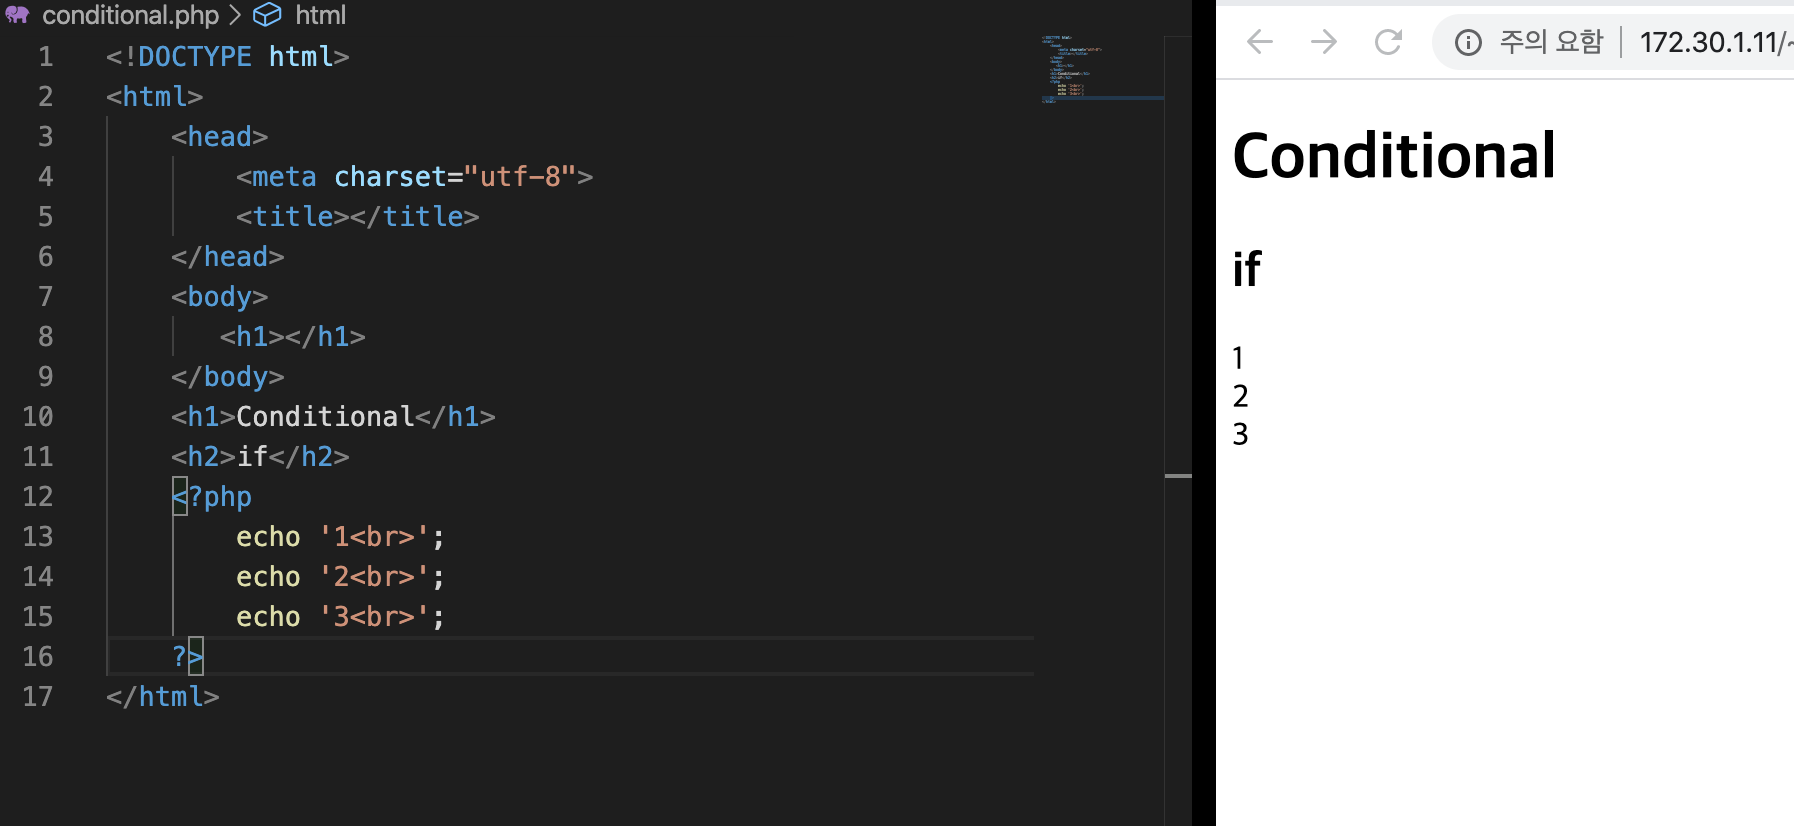 conditional.php > html
1 <!DOCTYPE html>
2 <html>
3 <head>
4 <meta charset="utf-8">
5 <title></title>
6 </head>
7 <body>
8 <h1></h1>
9 </body>
10 <h1>Conditional</h1>
11 <h2>if</h2>
12 <?php
13 echo '1<br>';
14 echo '2<br>';
15 echo '3<br>';
16 ?>
17 </html>
주의 요함 172.30.1.11/~
Conditional
if
1
2
3